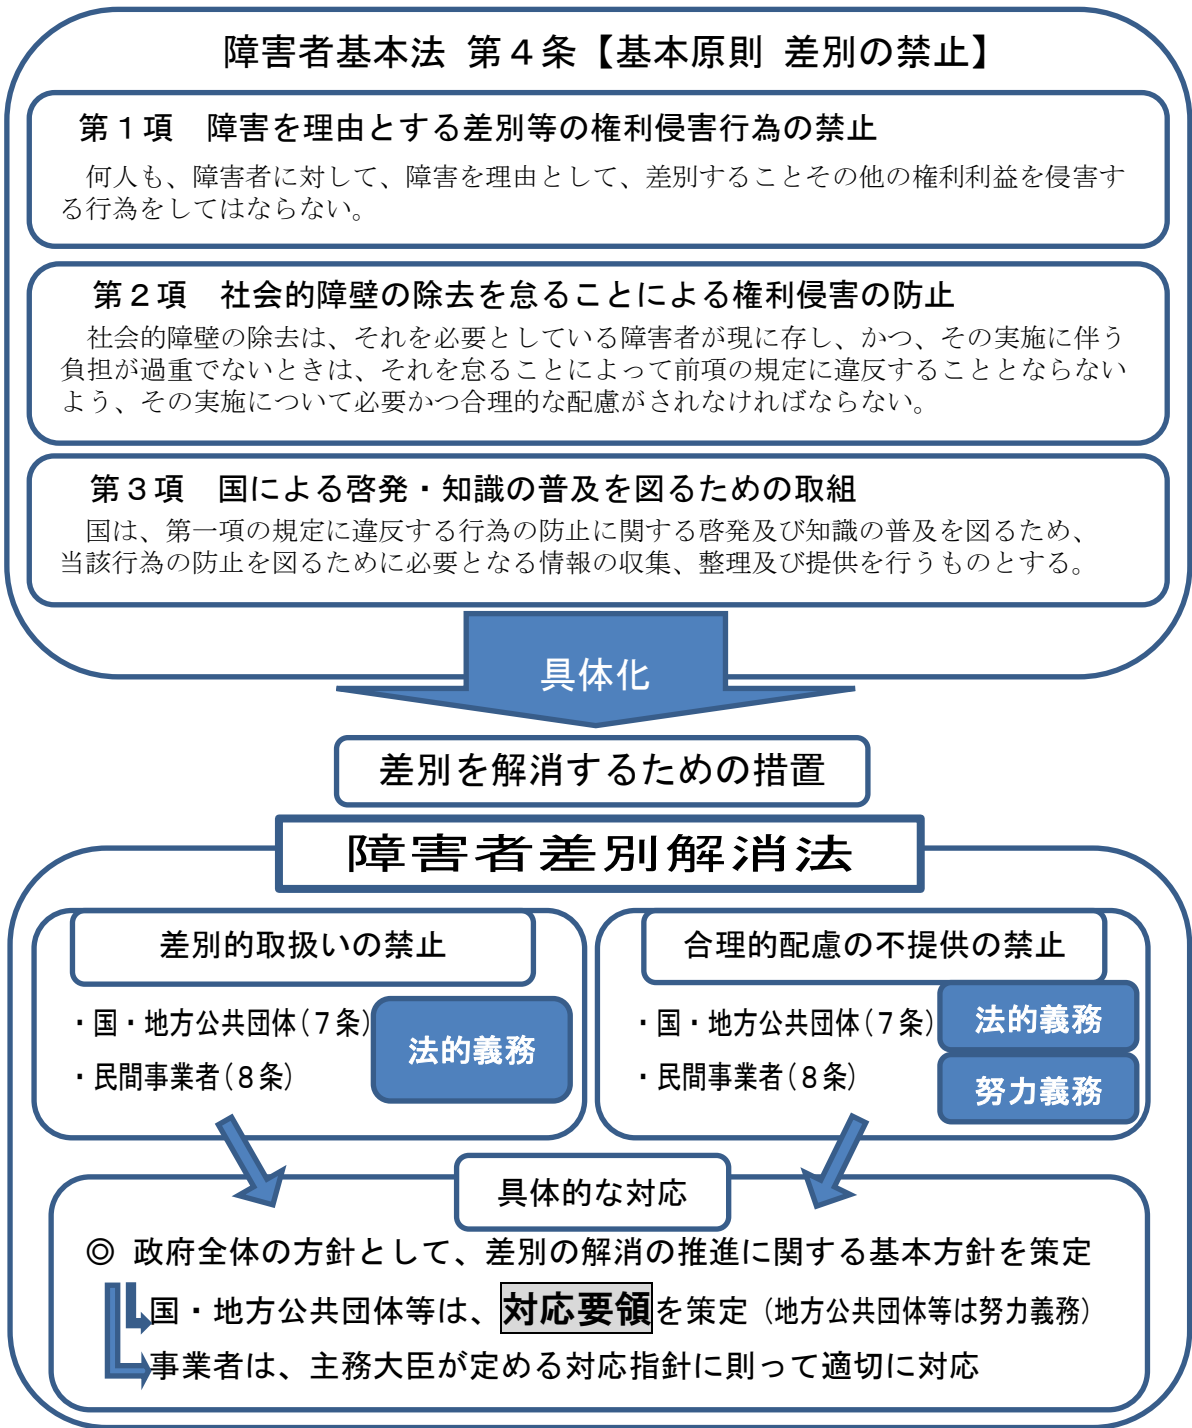 障害者基本法 第４条【基本原則 差別の禁止】
第１項　障害を理由とする差別等の権利侵害行為の禁止
何人も、障害者に対して、障害を理由として、差別することその他の権利利益を侵害す
る行為をしてはならない。
第２項　社会的障壁の除去を怠ることによる権利侵害の防止
社会的障壁の除去は、それを必要としている障害者が現に存し、かつ、その実施に伴う
負担が過重でないときは、それを怠ることによって前項の規定に違反することとならない
よう、その実施について必要かつ合理的な配慮がされなければならない。
第３項　国による啓発・知識の普及を図るための取組
国は、第一項の規定に違反する行為の防止に関する啓発及び知識の普及を図るため、
当該行為の防止を図るために必要となる情報の収集、整理及び提供を行うものとする。
具体化
差別を解消するための措置
障害者差別解消法
差別的取扱いの禁止
・国・地方公共団体（７条）
・民間事業者（８条）
法的義務
合理的配慮の不提供の禁止
・国・地方公共団体（７条）
法的義務
・民間事業者（８条）
努力義務
具体的な対応
◎ 政府全体の方針として、差別の解消の推進に関する基本方針を策定
国・地方公共団体等は、対応要領を策定（地方公共団体等は努力義務）
事業者は、主務大臣が定める対応指針に則って適切に対応